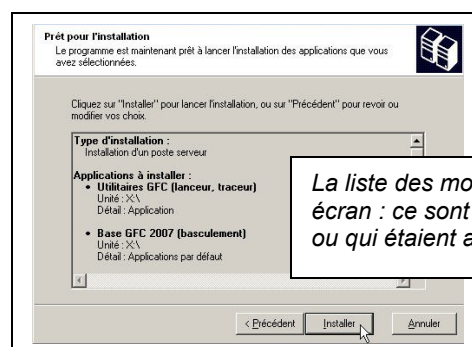 Prêt pour l'installation
Le programme est maintenant prêt à lancer l'installation des applications que vous
avez sélectionnées.
Cliquez sur "Installer" pour lancer l'installation, ou sur "Précédent" pour revoir ou
modifier vos choix.
Type d'installation :
Installation d'un poste serveur
Applications à installer :
• Utilitaires GFC (lanceur, traceur)
Unité : X:\
Détail : Application
• Base GFC 2007 (basculement)
Unité : X:\
Détail : Applications par défaut
La liste des mo
écran : ce sont
ou qui étaient a
< Précédent
Installer
Annuler